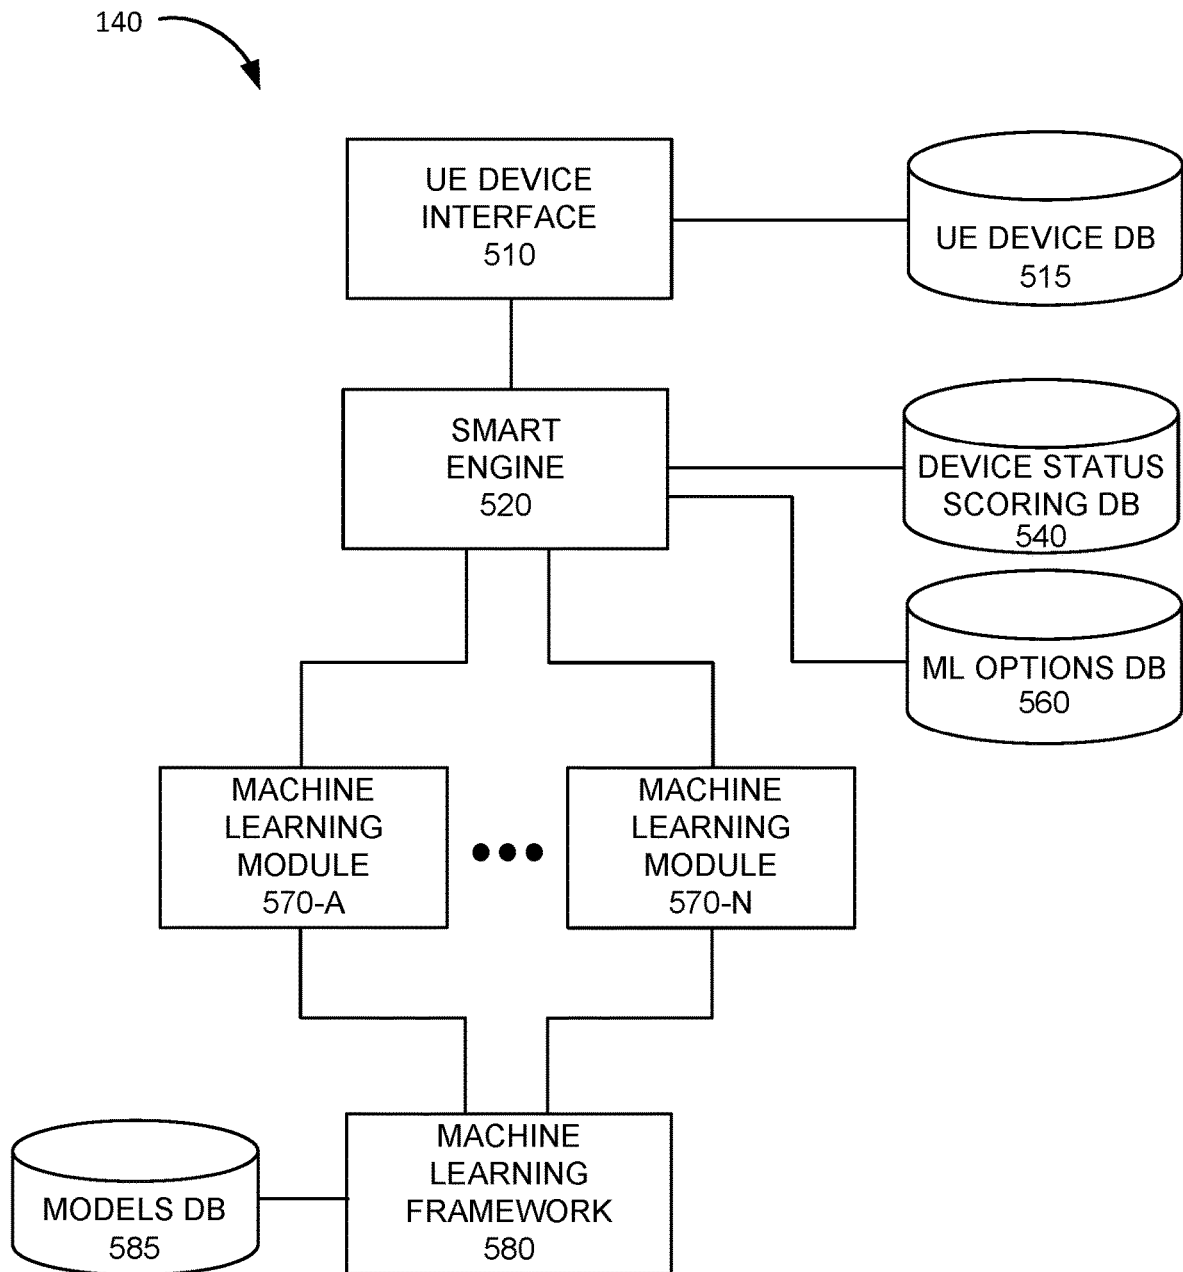 140
UE DEVICE
INTERFACE
510
UE DEVICE DB
515
SMART
ENGINE
520
DEVICE STATUS
SCORING DB
540
ML OPTIONS DB
560
MACHINE
LEARNING
MODULE
570-A
MACHINE
LEARNING
MODULE
570-N
MODELS DB
585
MACHINE
LEARNING
FRAMEWORK
580